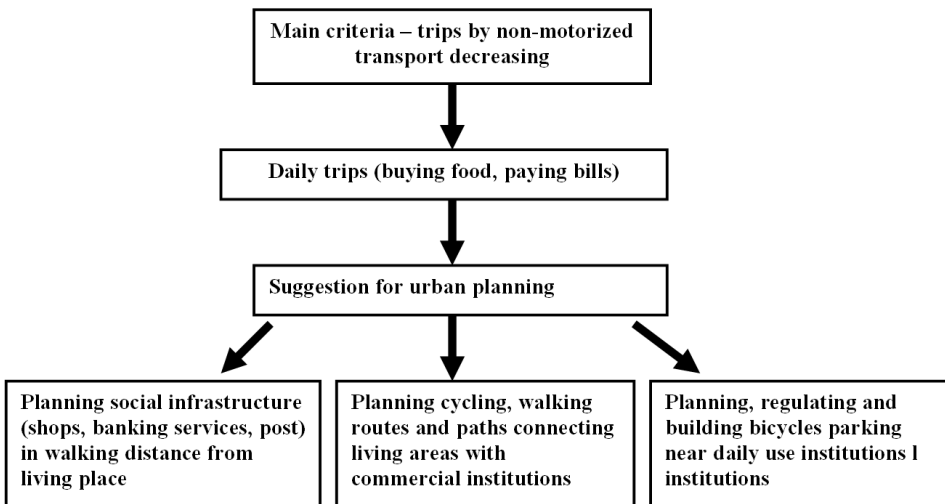 Main criteria – trips by non-motorized
transport decreasing
Daily trips (buying food, paying bills)
Suggestion for urban planning
Planning social infrastructure
(shops, banking services, post)
in walking distance from
living place
Planning cycling, walking
routes and paths connecting
living areas with
commercial institutions
Planning, regulating and
building bicycles parking
near daily use institutions l
institutions